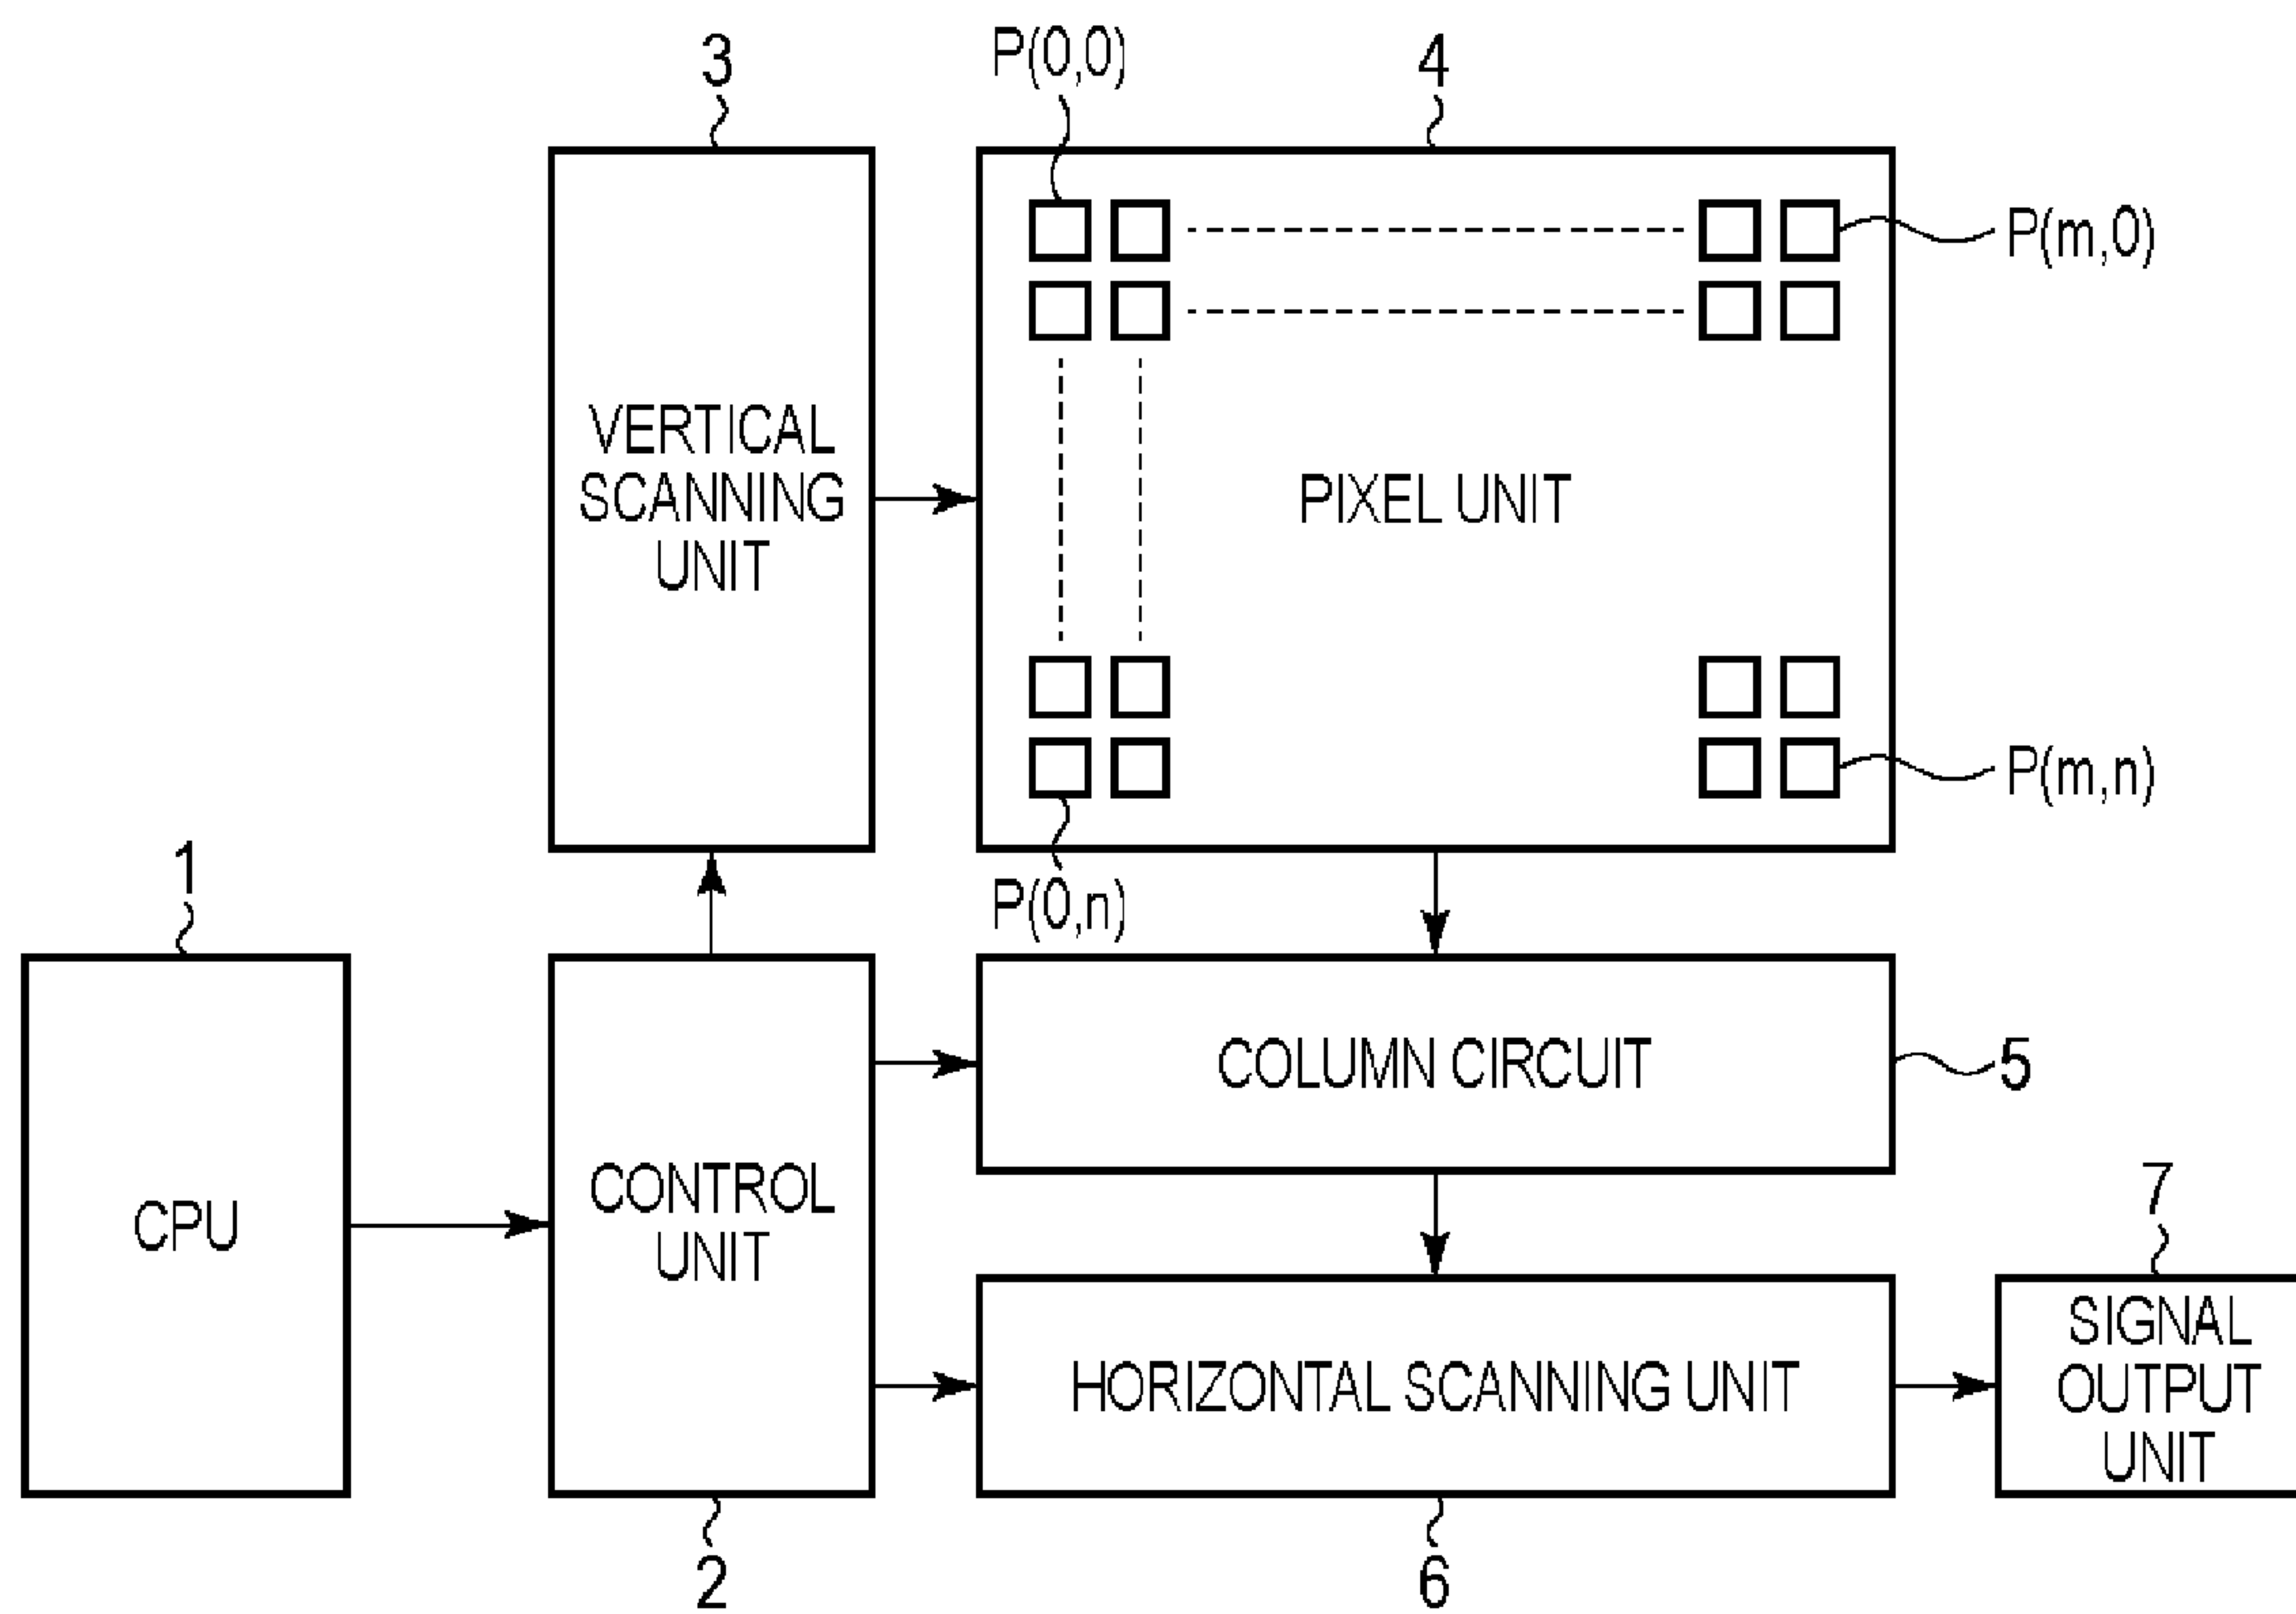 3
P(0,0)
4
P(m,0)
VERTICAL
SCANNING
UNIT
PIXEL UNIT
P(m,n)
P(0,n)
1
CPU
CONTROL
UNIT
2
COLUMN CIRCUIT
5
HORIZONTAL SCANNING UNIT
6
7
SIGNAL
OUTPUT
UNIT